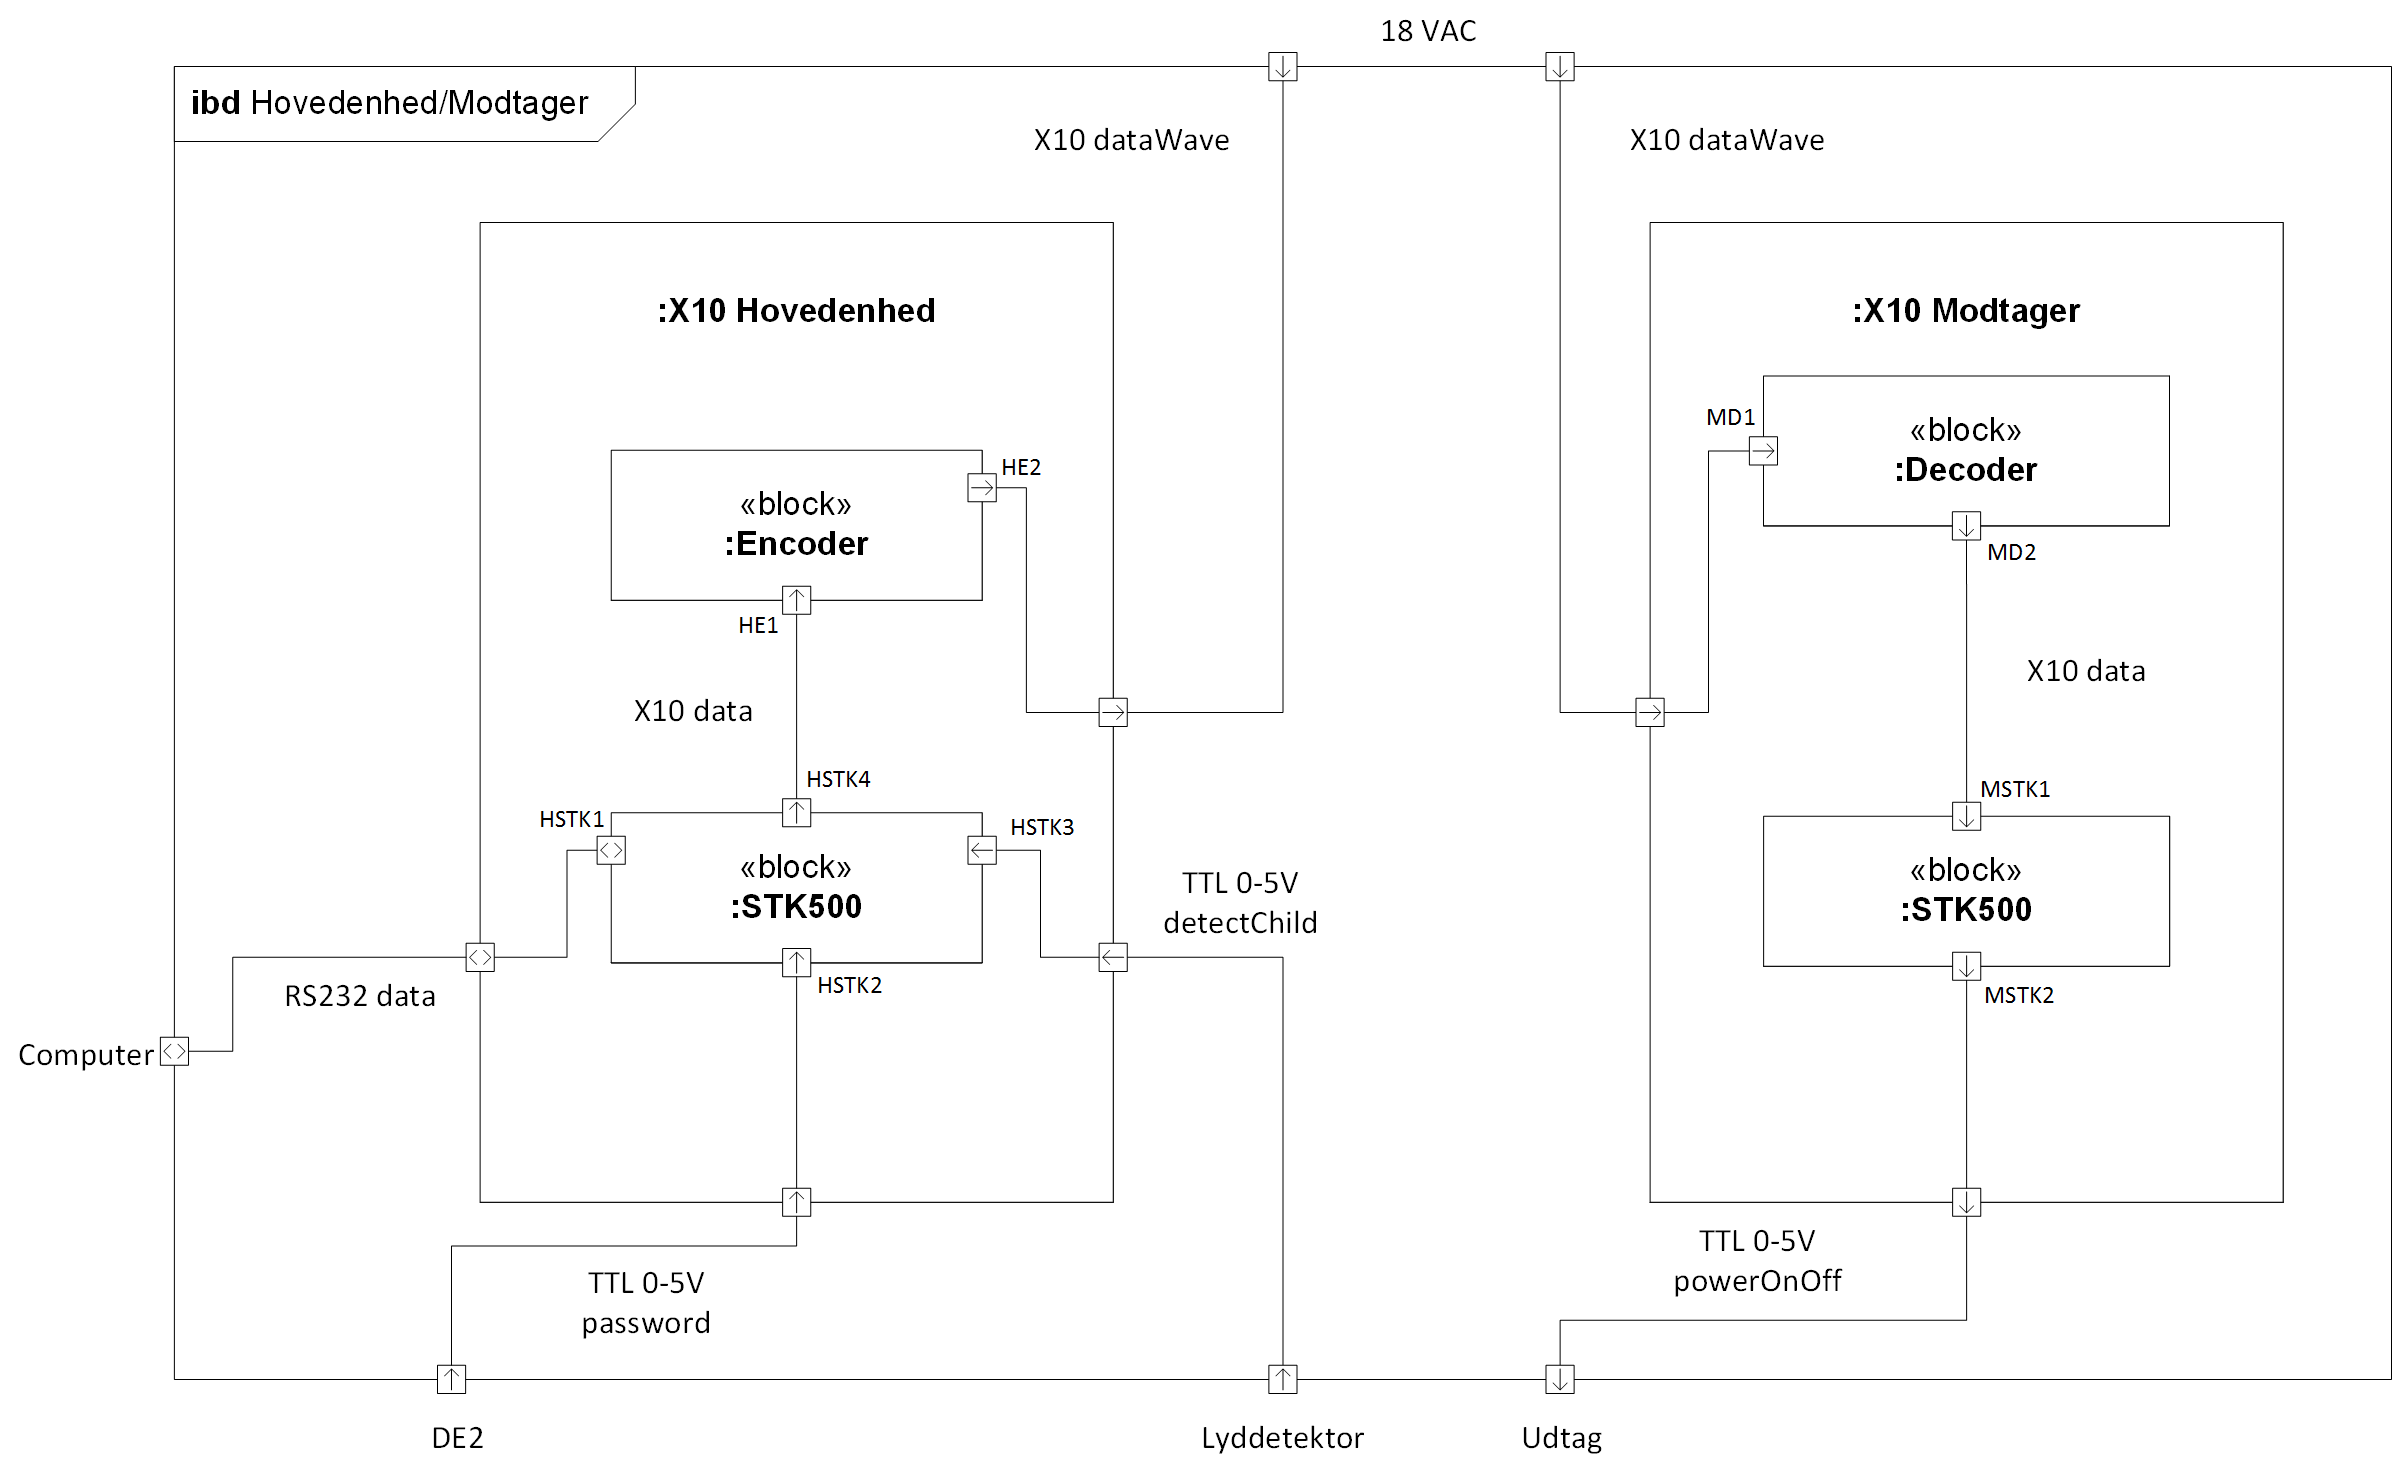 18 VAC
ibd Hovedenhed/Modtager
X10 dataWave
X10 dataWave
:X10 Hovedenhed
:X10 Modtager
MD1
«block»
:Decoder
HE2
«block»
:Encoder
MD2
HE1
X10 data
X10 data
HSTK4
MSTK1
HSTK1
HSTK3
«block»
:STK500
«block»
:STK500
TTL 0-5V
detectChild
HSTK2
MSTK2
RS232 data
Computer
TTL 0-5V
powerOnOff
TTL 0-5V
password
DE2
Lyddetektor
Udtag